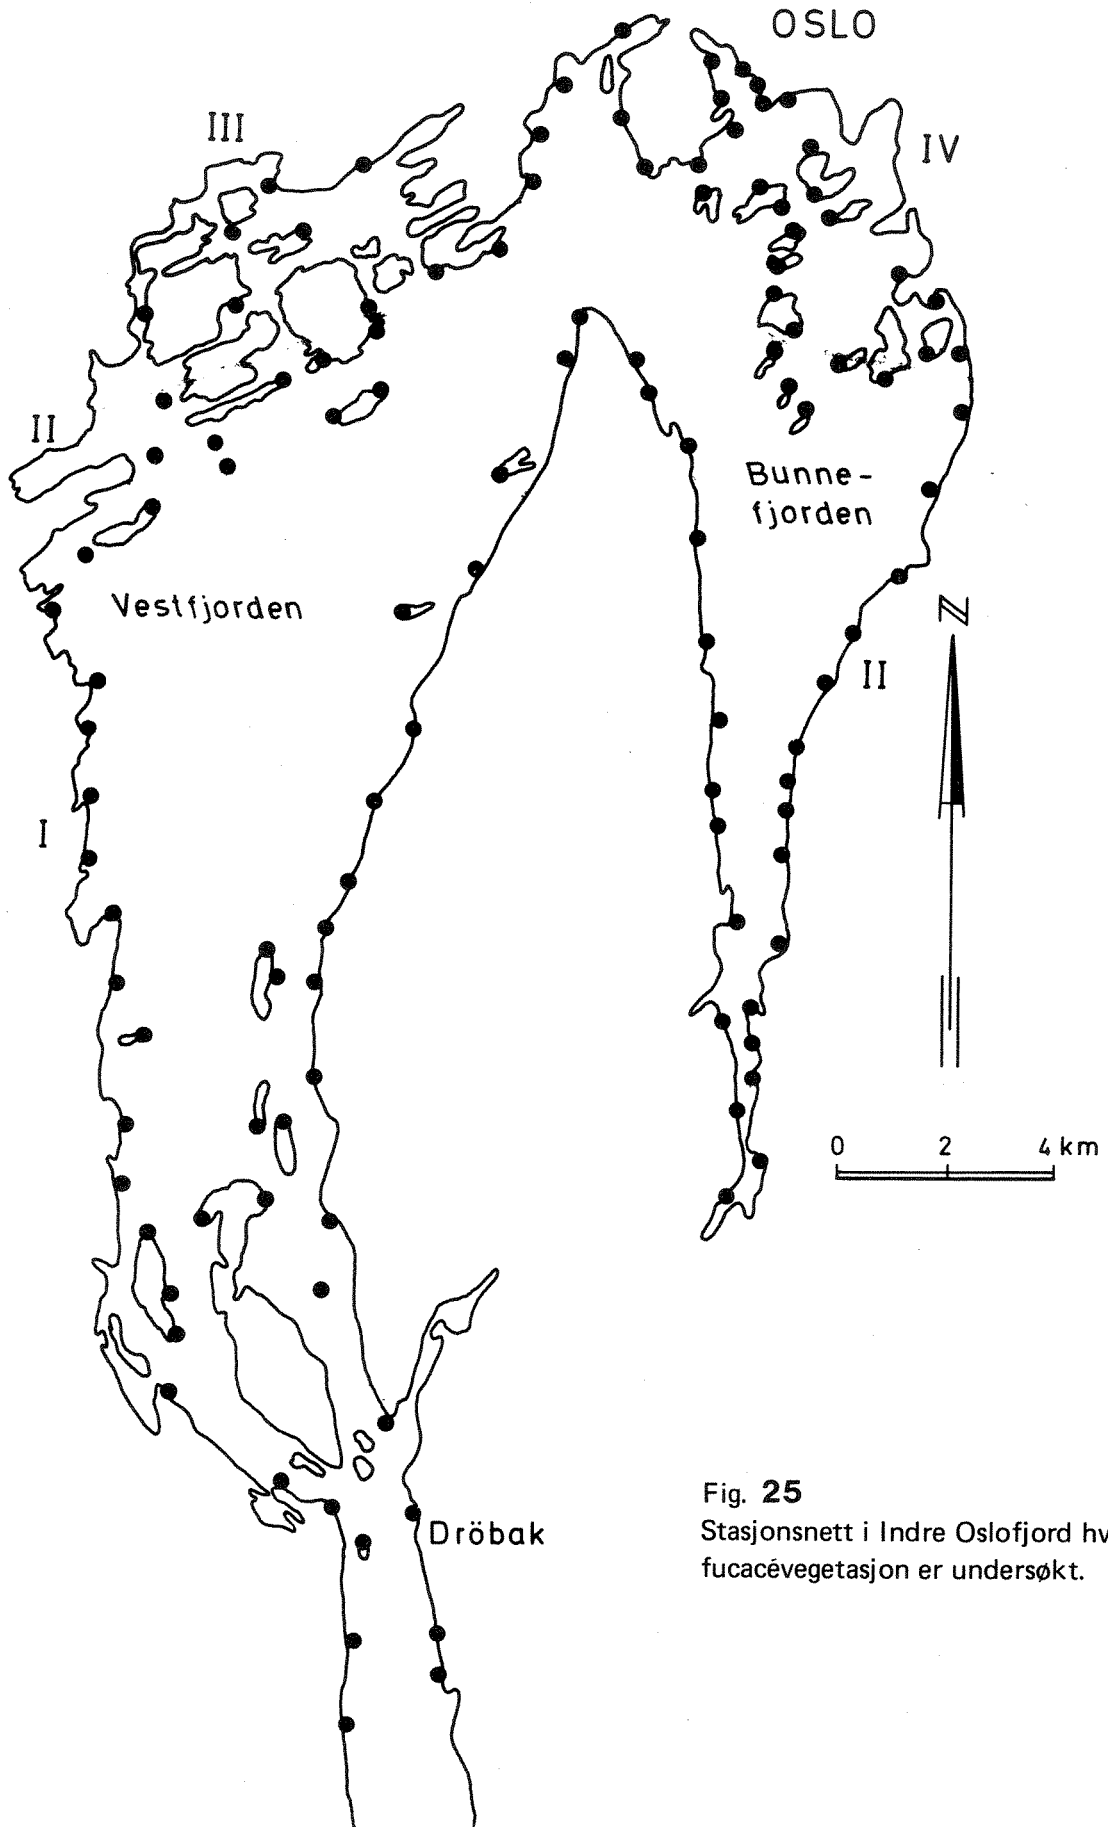 OSLO
III
IV
II
Bunne-
fjorden
Vestfjorden
N
II
I
0 2 4 km
Fig. 25
Stasjonsnett i Indre Oslofjord hv
Dröbak
fucacévegetasjon er undersøkt.